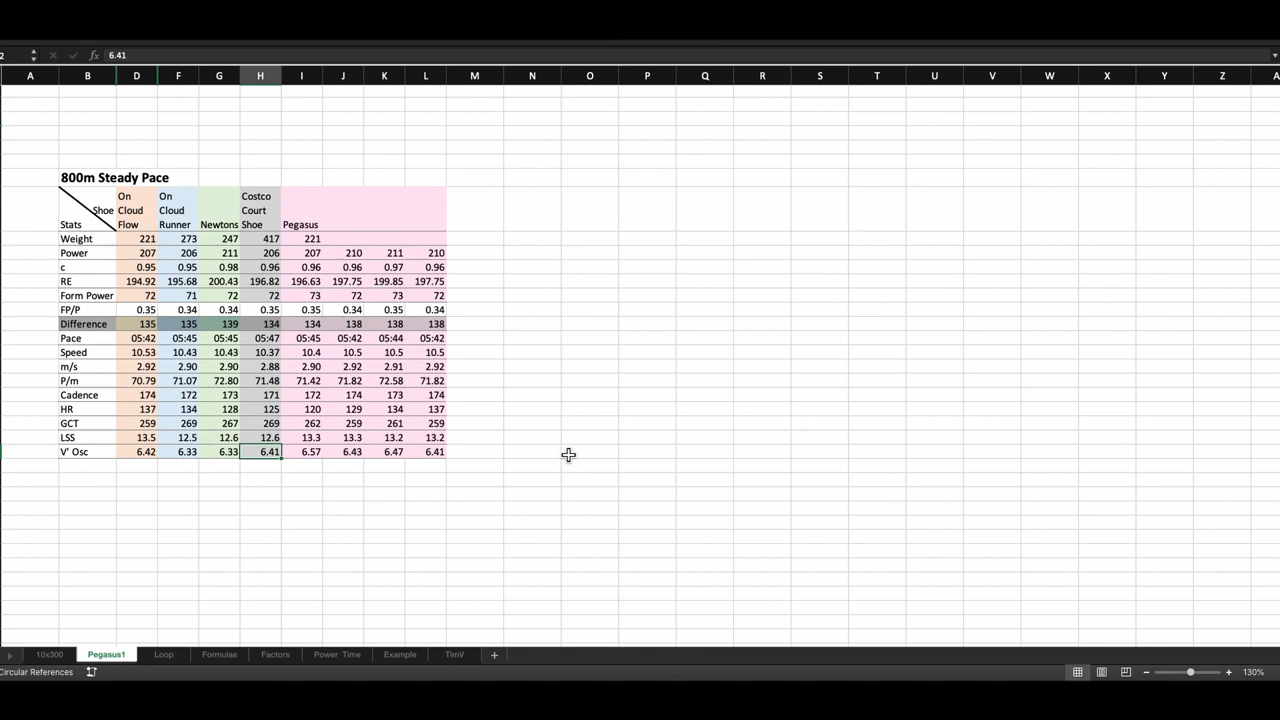 2 fx 6.41
A B D F G H I J K L M N O P Q R S T U V W X Y Z A
800m Steady Pace
Shoe On Cloud Flow On Cloud Runner Newtons Costco Court Shoe Pegasus
Stats
Weight 221 273 247 417 221
Power 207 206 211 206 207 210 211 210
c 0.95 0.95 0.98 0.96 0.96 0.96 0.97 0.96
RE 194.92 195.68 200.43 196.82 196.63 197.75 199.85 197.75
Form Power 72 71 72 72 73 72 73 72
FP/P 0.35 0.34 0.34 0.35 0.35 0.34 0.35 0.34
Difference 135 135 139 134 134 138 138 138
Pace 05:42 05:45 05:45 05:47 05:45 05:42 05:44 05:42
Speed 10.53 10.43 10.43 10.37 10.4 10.5 10.5 10.5
m/s 2.92 2.90 2.90 2.88 2.90 2.92 2.91 2.92
P/m 70.79 71.07 72.80 71.48 71.42 71.82 72.58 71.82
Cadence 174 172 173 171 172 174 173 174
HR 137 134 128 125 120 129 134 137
GCT 259 269 267 269 262 259 261 259
LSS 13.5 12.5 12.6 12.6 13.3 13.3 13.2 13.2
V' Osc 6.42 6.33 6.33 6.41 6.57 6.43 6.47 6.41
10x300 Pegasus1 Loop Formulae Factors Power Time Example TimV +
Circular References 130%